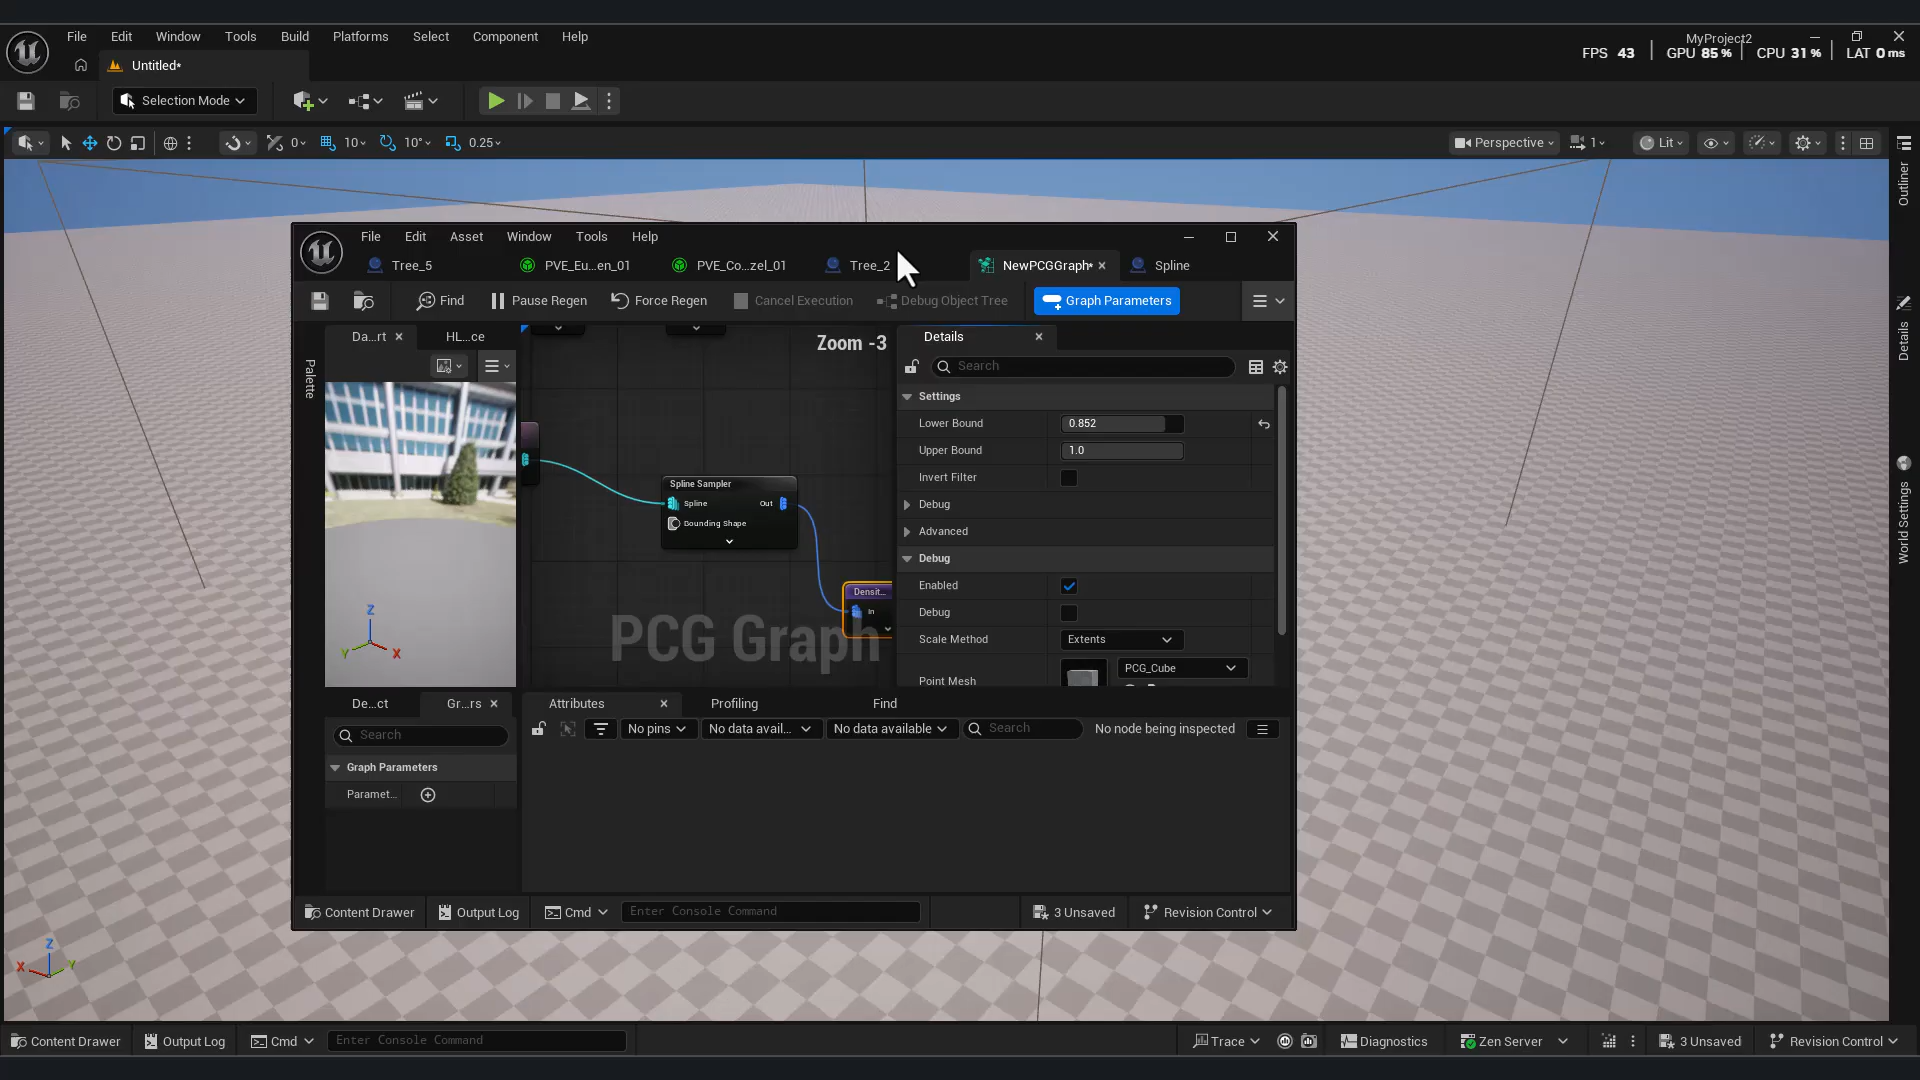 File Edit Window Tools Build Platforms Select Component Help
MyProject2
FPS 43 GPU 85% CPU 31% LAT 0 ms
Untitled*
Selection Mode
0 10 10° 0.25
Perspective 1 Lit
Outliner
Details
World Settings
File Edit Asset Window Tools Help
Tree_5 PVE_Eu...en_01 PVE_Co...zel_01 Tree_2 NewPCGGraph* Spline
Find Pause Regen Force Regen Cancel Execution Debug Object Tree Graph Parameters
Palette
Da...rt HL...ce
Zoom -3
Spline Sampler
Spline Out
Bounding Shape
Densit...
In
PCG Graph
Details
Search
Settings
Lower Bound 0.852
Upper Bound 1.0
Invert Filter
Debug
Advanced
Debug
Enabled
Debug
Scale Method Extents
Point Mesh PCG_Cube
Z
Y X
De...ct Gr...rs
Search
Graph Parameters
Paramet...
Attributes Profiling Find
No pins No data avail... No data available Search No node being inspected
Content Drawer Output Log Cmd Enter Console Command 3 Unsaved Revision Control
Z
X Y
Content Drawer Output Log Cmd Enter Console Command Trace Diagnostics Zen Server 3 Unsaved Revision Control